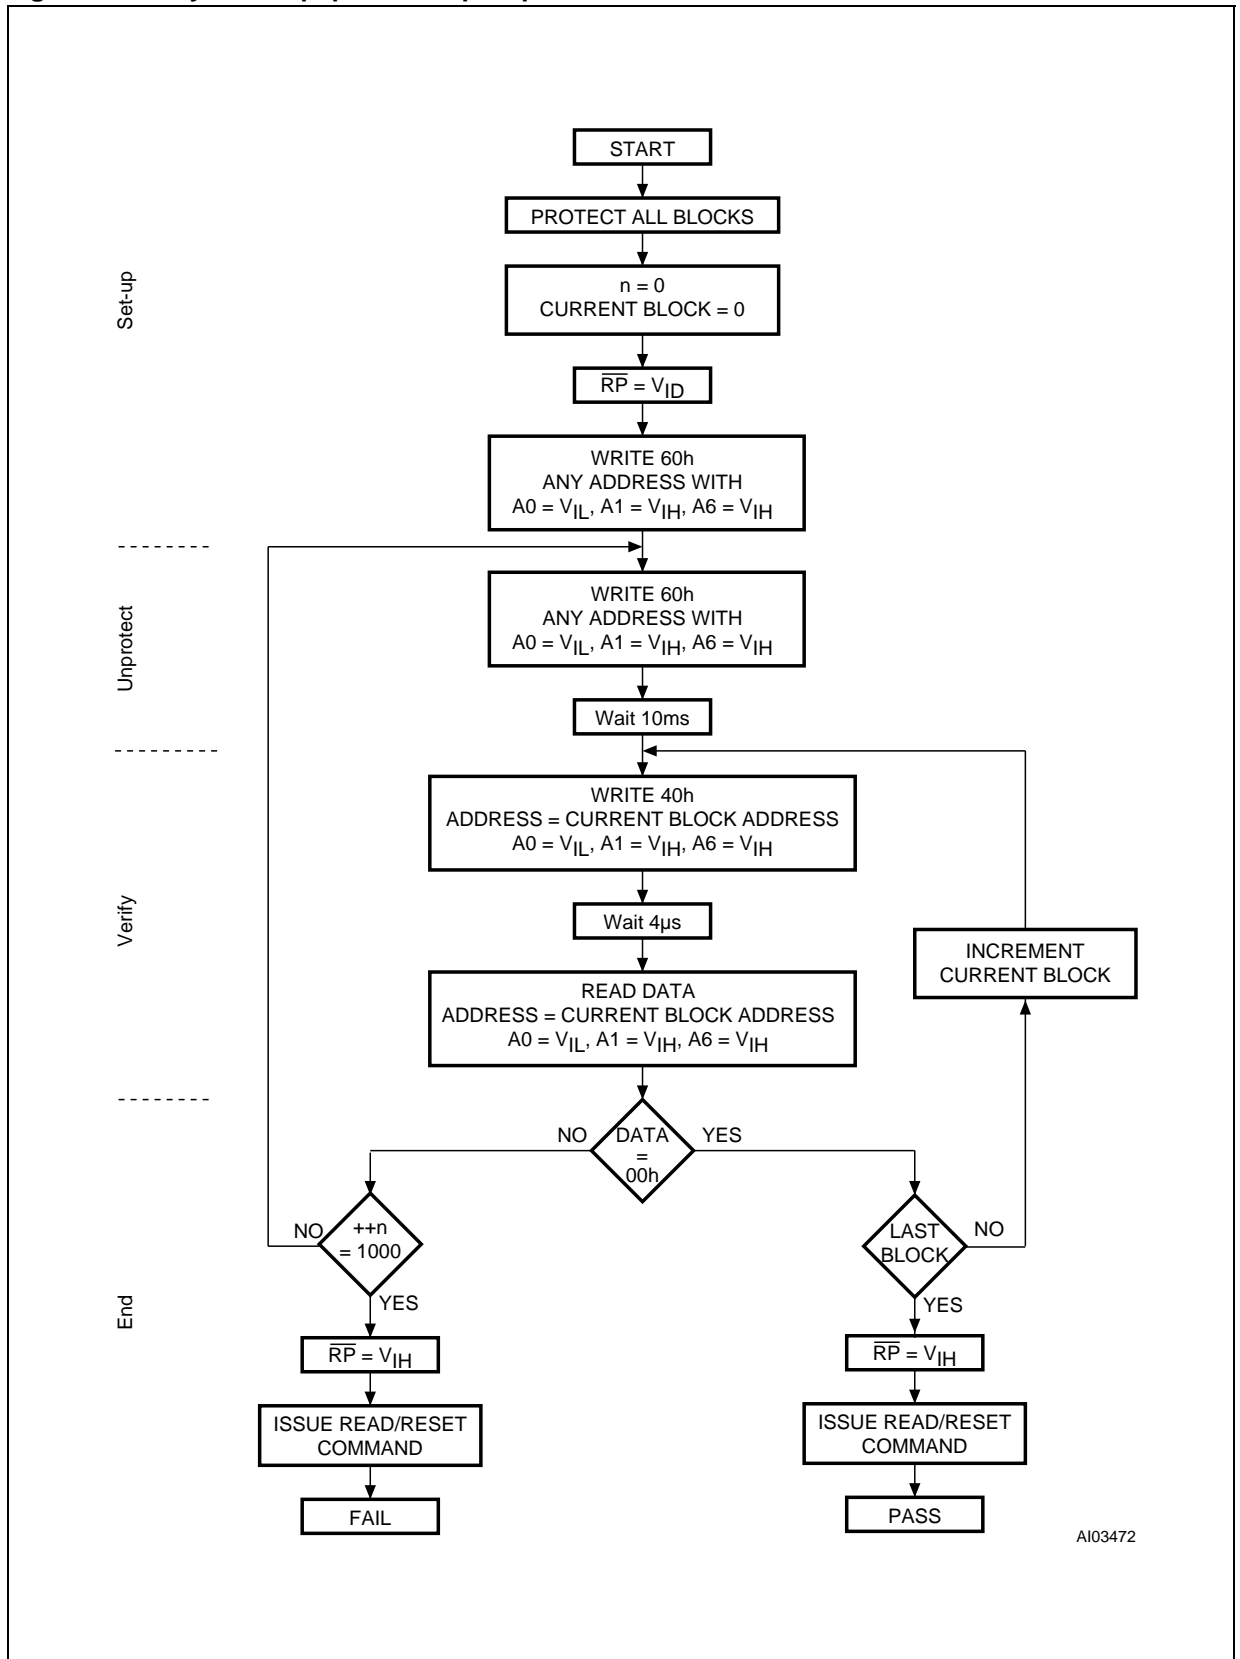 START
PROTECT ALL BLOCKS
Set-up
n = 0
CURRENT BLOCK = 0
RP = VID
WRITE 60h
ANY ADDRESS WITH
A0 = VIL, A1 = VIH, A6 = VIH
Unprotect
WRITE 60h
ANY ADDRESS WITH
A0 = VIL, A1 = VIH, A6 = VIH
Wait 10ms
Verify
WRITE 40h
ADDRESS = CURRENT BLOCK ADDRESS
A0 = VIL, A1 = VIH, A6 = VIH
Wait 4µs
INCREMENT
CURRENT BLOCK
READ DATA
ADDRESS = CURRENT BLOCK ADDRESS
A0 = VIL, A1 = VIH, A6 = VIH
NO
DATA
=
00h
YES
End
NO
++n
= 1000
YES
LAST
BLOCK
NO
YES
RP = VIH
RP = VIH
ISSUE READ/RESET
COMMAND
ISSUE READ/RESET
COMMAND
FAIL
PASS
AI03472